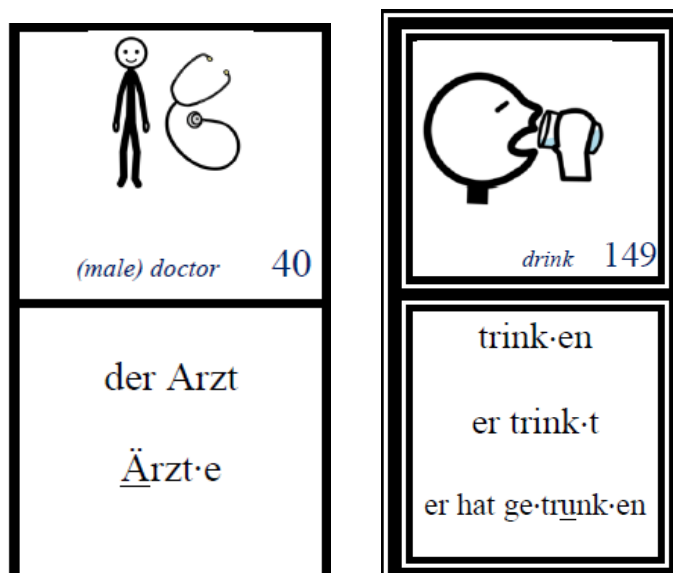 (male) doctor 40
der Arzt
Ärzt·e
drink 149
trink·en
er trink·t
er hat ge·trunk·en